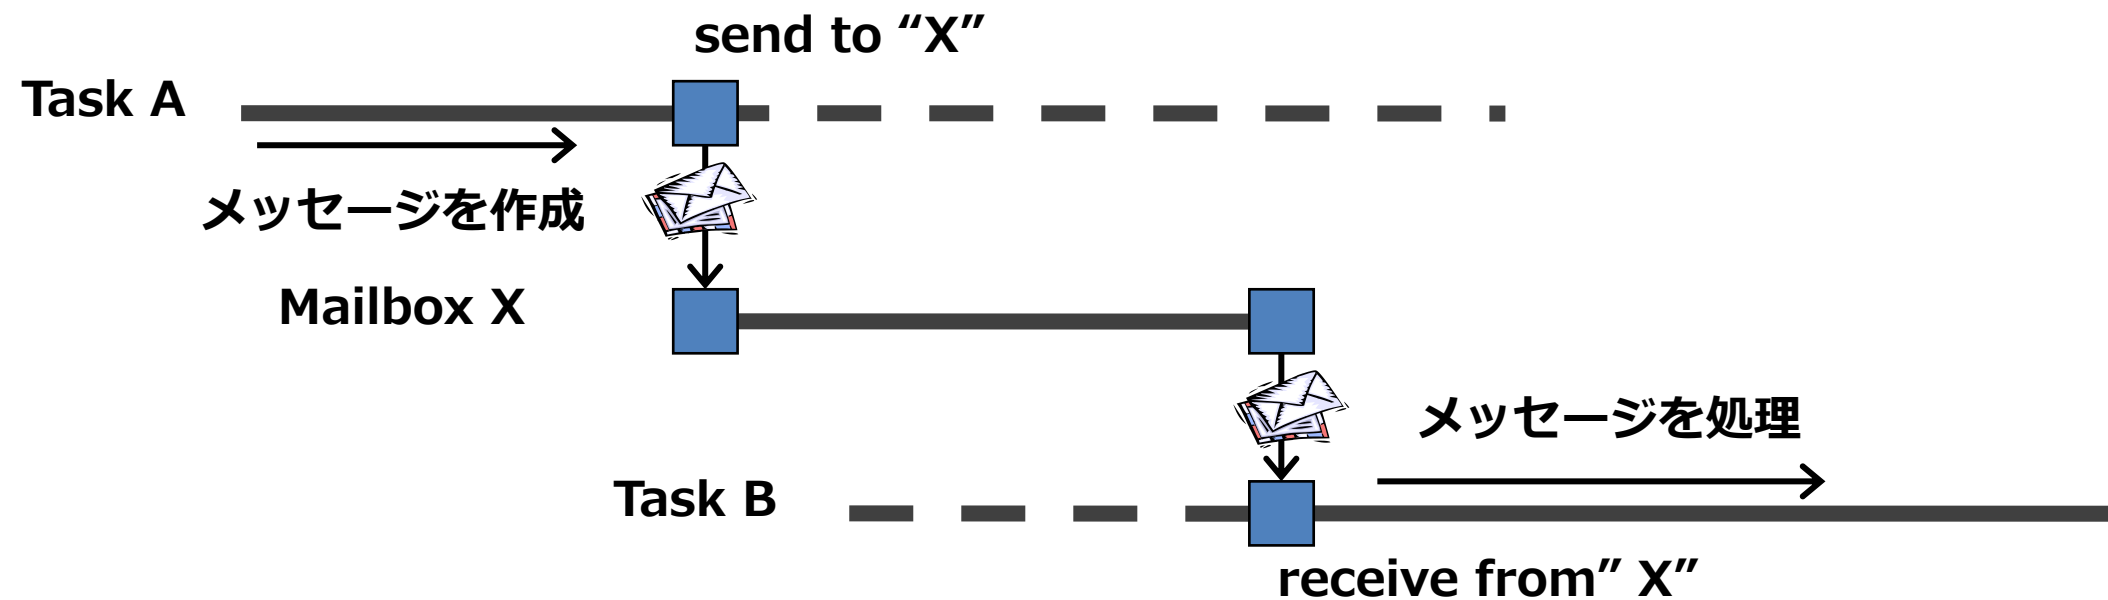 send to “X”
Task A
メッセージを作成
Mailbox X
メッセージを処理
Task B
receive from” X”